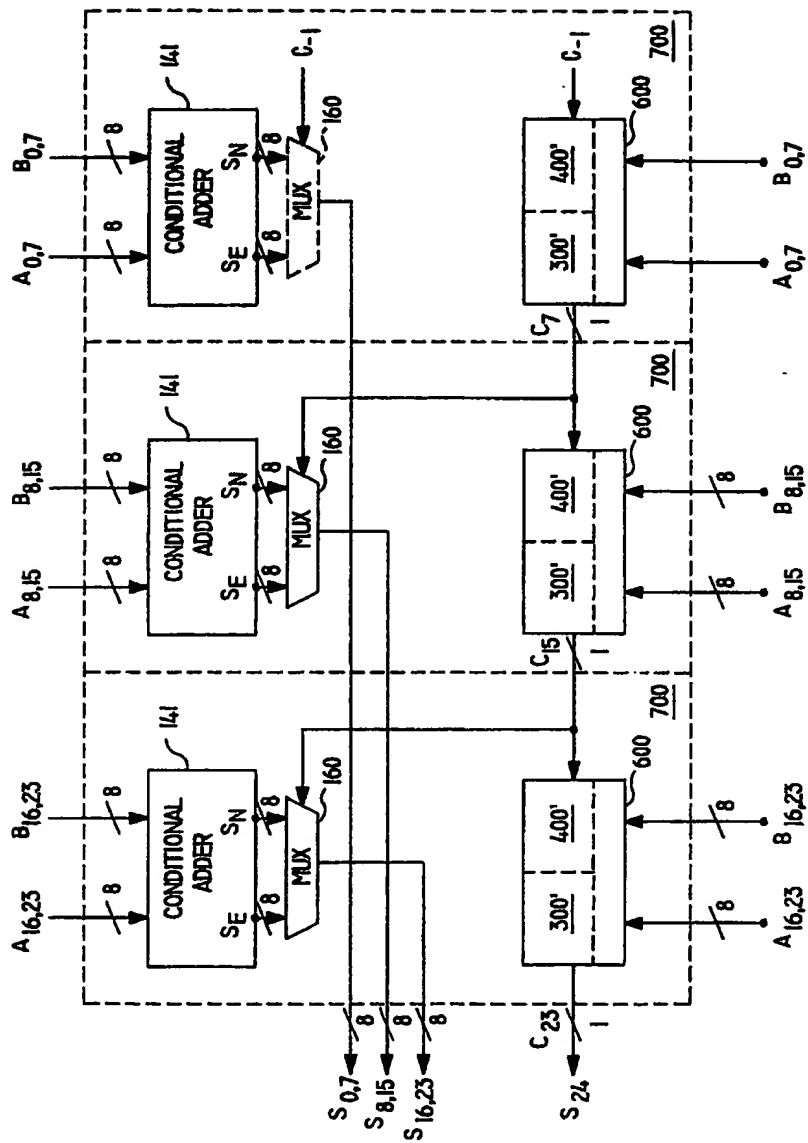 A16,23 B16,23 A8,15 B8,15 A0,7 B0,7
8 8 8 8 8 8
141 141 141
CONDITIONAL ADDER CONDITIONAL ADDER CONDITIONAL ADDER
SE SN SE SN SE SN
8 8 8 8 8 8
MUX MUX MUX C-1
160 160 160
S0,7 8
S8,15 8
S16,23 8
C23 C15 C7 C-1
S24 1 300' 400' 1 300' 400' 1 300' 400'
600 700 600 700 600 700
8 8 8 8
A16,23 B16,23 A8,15 B8,15 A0,7 B0,7